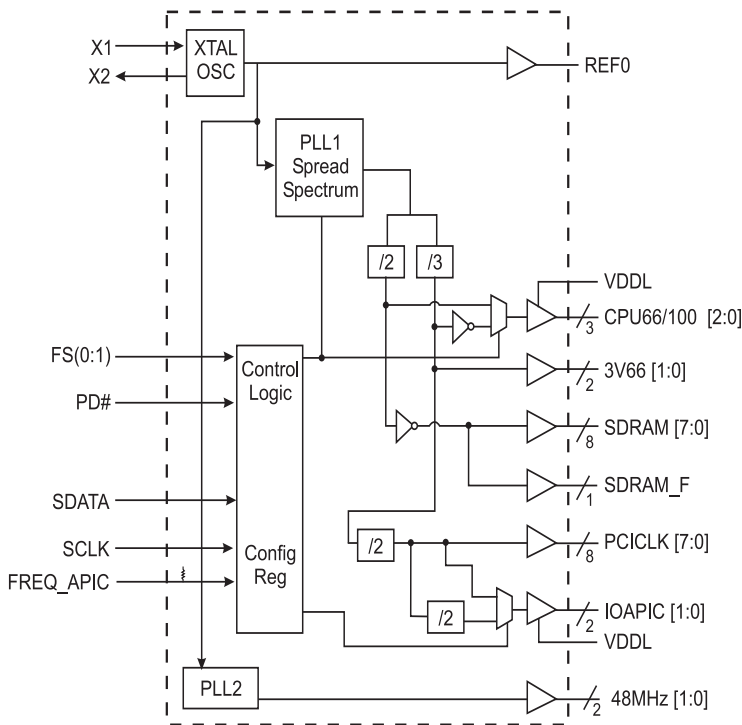 X1
X2
XTAL
OSC
REF0
PLL1
Spread
Spectrum
/2
/3
VDDL
CPU66/100 [2:0]
3
FS(0:1)
Control
Logic
3V66 [1:0]
2
PD#
SDRAM [7:0]
8
SDATA
SDRAM_F
1
SCLK
Config
Reg
/2
PCICLK [7:0]
8
FREQ_APIC
/2
IOAPIC [1:0]
2
VDDL
PLL2
48MHz [1:0]
2